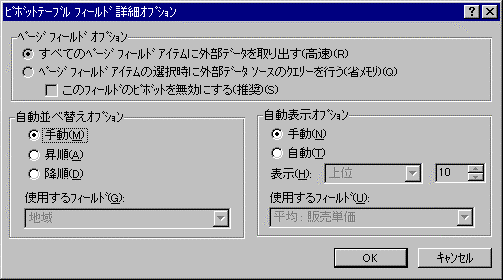 ピボットテーブル フィールド 詳細オプション
ページ フィールド オプション
すべてのページ フィールド アイテムに外部データを取り出す(高速)(R)
ページ フィールド アイテムの選択時に外部データ ソースのクエリーを行う(省メモリ)(Q)
このフィールドのピボットを無効にする(推奨)(S)
自動並べ替えオプション
手動(M)
昇順(A)
降順(D)
使用するフィールド(G):
地域
自動表示オプション
手動(N)
自動(T)
表示(H): 上位 10
使用するフィールド(U):
平均 : 販売単価
OK キャンセル